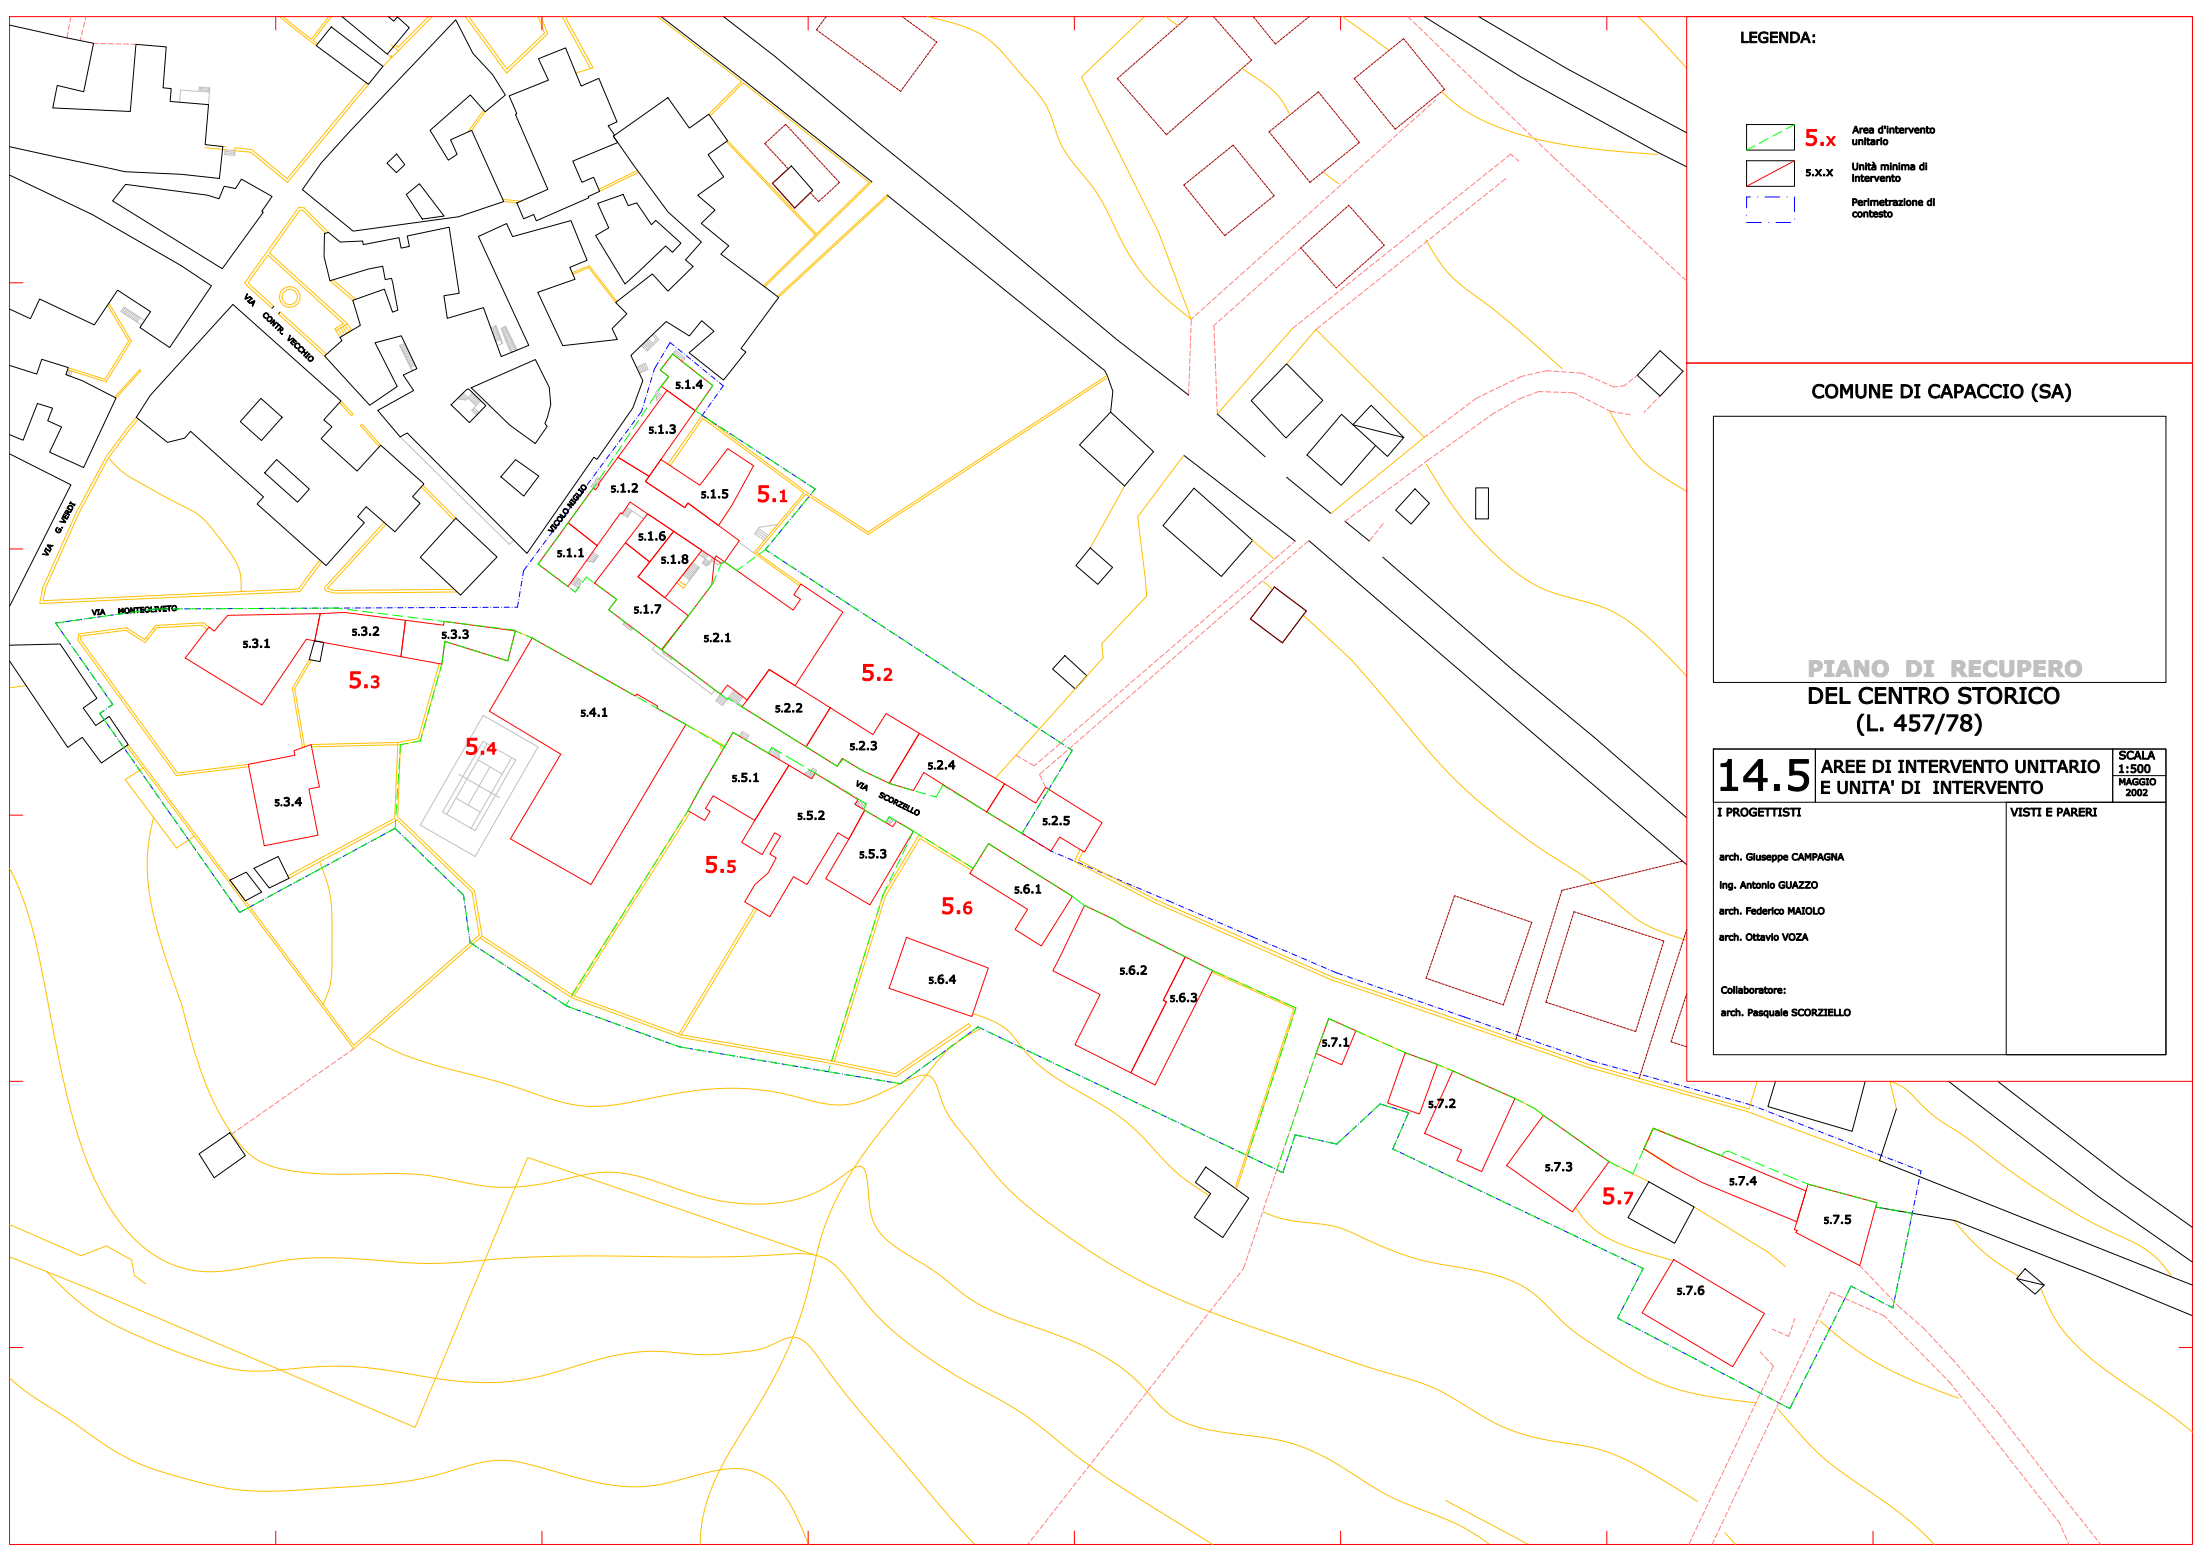 LEGENDA:
5.x
Area d'intervento
unitario
5.x.x
Unità minima di
intervento
Perimetrazione di
contesto
COMUNE DI CAPACCIO (SA)
PIANO DI RECUPERO
DEL CENTRO STORICO
(L. 457/78)
14.5
AREE DI INTERVENTO UNITARIO
E UNITA' DI INTERVENTO
SCALA
1:500
MAGGIO
2002
I PROGETTISTI
VISTI E PARERI
arch. Giuseppe CAMPAGNA
ing. Antonio GUAZZO
arch. Federico MAIOLO
arch. Ottavio VOZA
Collaboratore:
arch. Pasquale SCORZIELLO
VIA CONTR. VECCHIO
VIA G. VERDI
VICOLO NIGLIO
VIA MONTEOLIVETO
VIA SCORZELLO
5.1
5.1.4
5.1.3
5.1.2
5.1.5
5.1.1
5.1.6
5.1.8
5.1.7
5.2
5.2.1
5.2.2
5.2.3
5.2.4
5.2.5
5.3
5.3.1
5.3.2
5.3.3
5.3.4
5.4
5.4.1
5.5
5.5.1
5.5.2
5.5.3
5.6
5.6.1
5.6.2
5.6.3
5.6.4
5.7
5.7.1
5.7.2
5.7.3
5.7.4
5.7.5
5.7.6